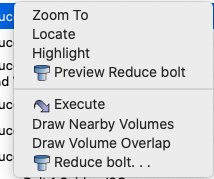 Zoom To
Locate
Highlight
Preview Reduce bolt
Execute
Draw Nearby Volumes
Draw Volume Overlap
Reduce bolt. . .